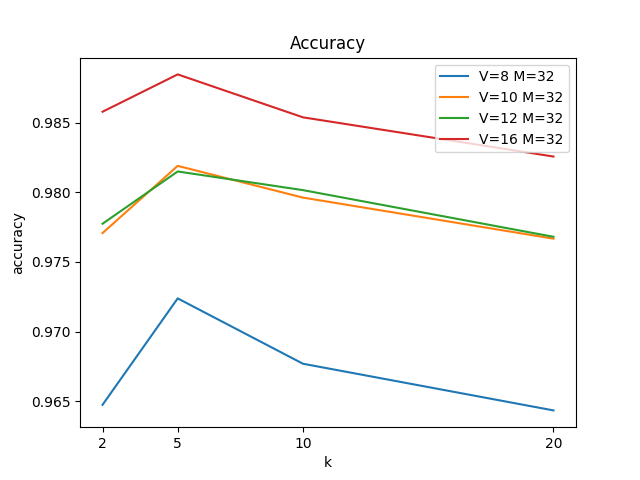 Accuracy
V=8 M=32
V=10 M=32
V=12 M=32
V=16 M=32
0.985
0.980
0.975
0.970
0.965
accuracy
2
5
10
20
k